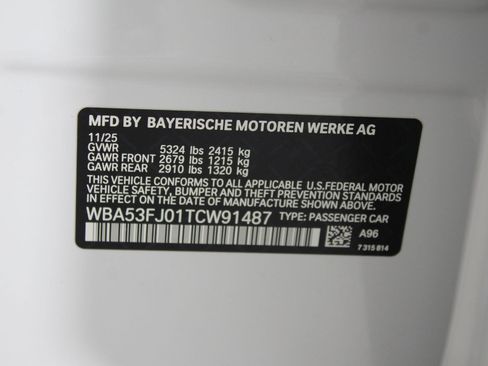 MFD BY BAYERISCHE MOTOREN WERKE AG
11/25
GVWR 5324 lbs 2415 kg
GAWR FRONT 2679 lbs 1215 kg
GAWR REAR 2910 lbs 1320 kg
THIS VEHICLE CONFORMS TO ALL APPLICABLE U.S.FEDERAL MOTOR
VEHICLE SAFETY, BUMPER AND THEFT PREVENTION STANDARDS
IN EFFECT ON THE DATE OF MANUFACTURE SHOWN ABOVE.
WBA53FJ01TCW91487 TYPE: PASSENGER CAR
A96
7 315 814